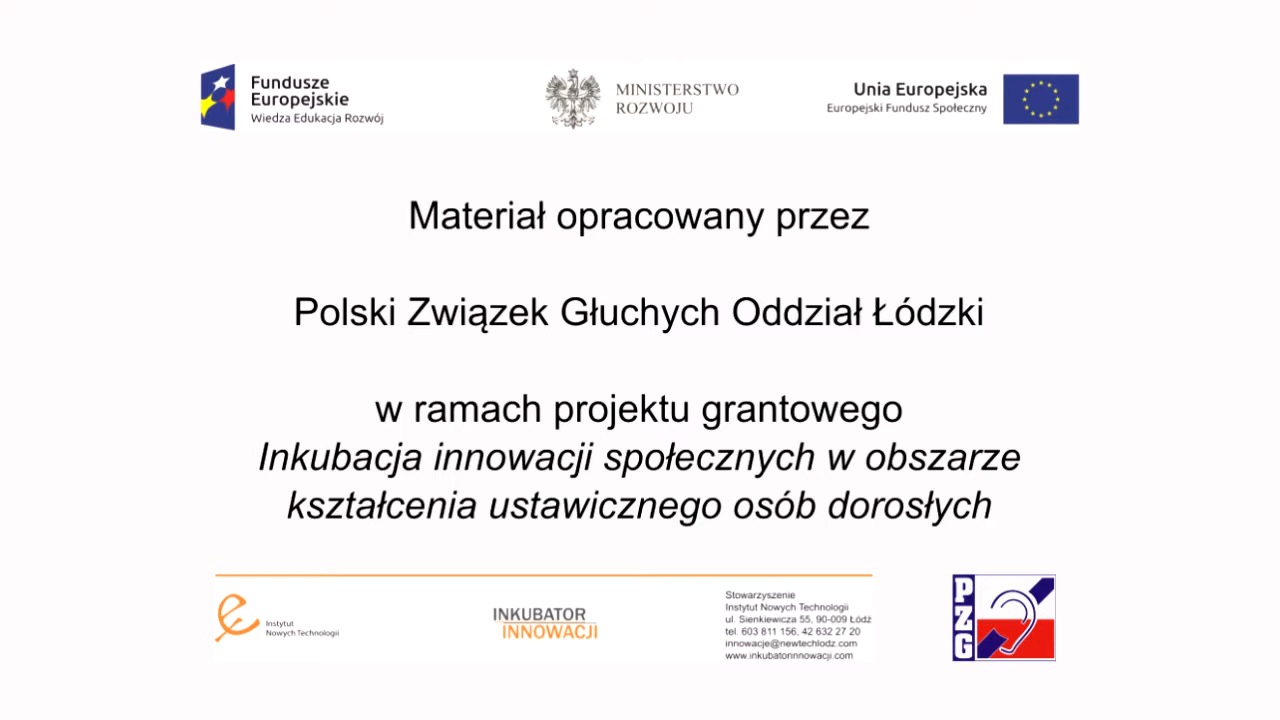 Fundusze
Europejskie
Wiedza Edukacja Rozwój
MINISTERSTWO
ROZWOJU
Unia Europejska
Europejski Fundusz Społeczny
Materiał opracowany przez
Polski Związek Głuchych Oddział Łódzki
w ramach projektu grantowego
Inkubacja innowacji społecznych w obszarze
kształcenia ustawicznego osób dorosłych
Instytut
Nowych Technologii
INKUBATOR
INNOWACJI
Stowarzyszenie
Instytut Nowych Technologii
ul. Sienkiewicza 55, 90-009 Łódź
tel. 603 811 156, 42 632 27 20
innowacje@newtechlodz.com
www.inkubatorinnowacji.com
PZG